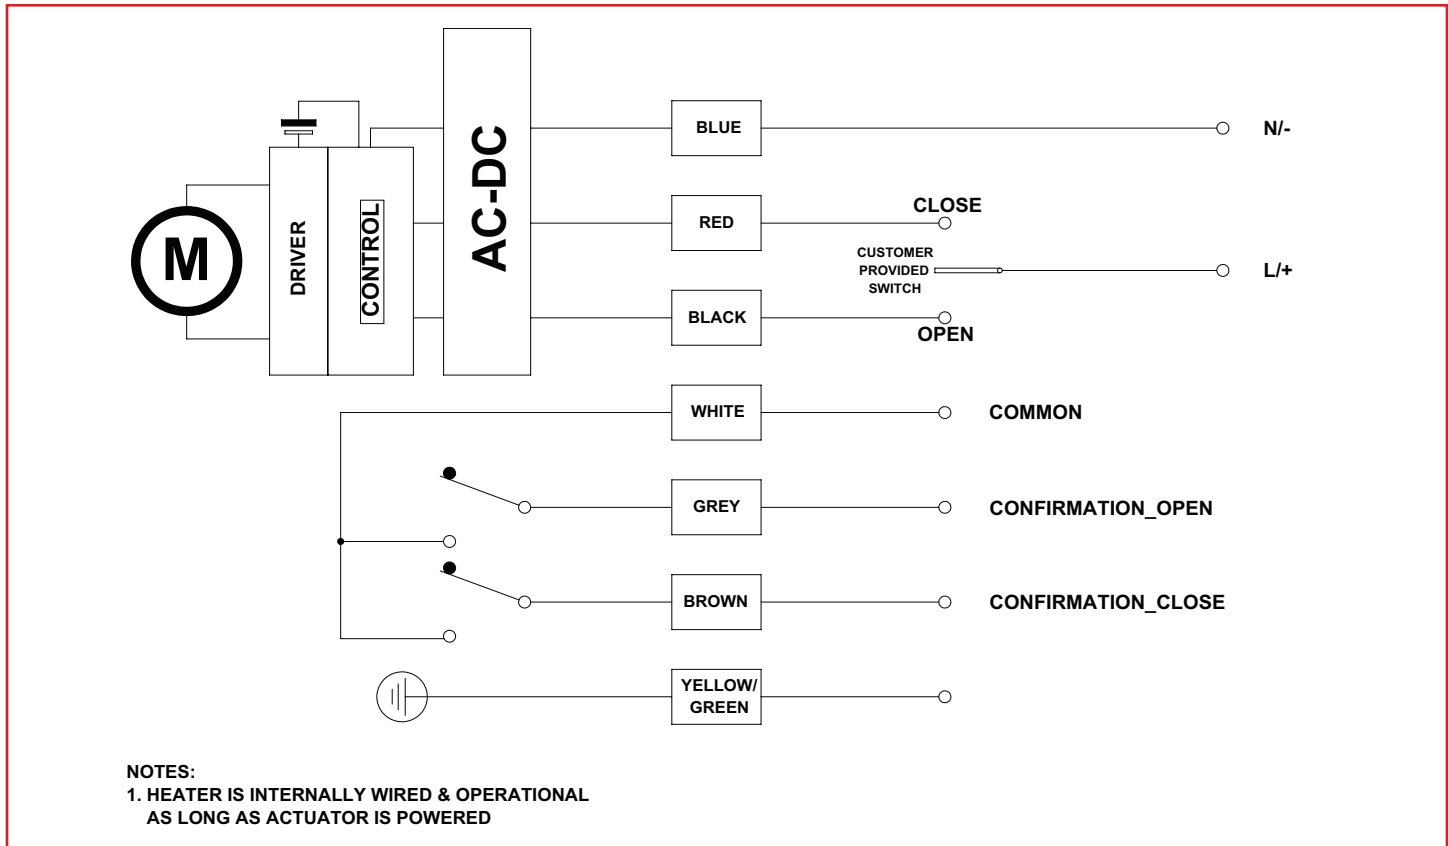 M
DRIVER
CONTROL
AC-DC
BLUE
N/-
RED
CLOSE
CUSTOMER
PROVIDED
SWITCH
L/+
BLACK
OPEN
WHITE
COMMON
GREY
CONFIRMATION_OPEN
BROWN
CONFIRMATION_CLOSE
YELLOW/
GREEN
NOTES:
1. HEATER IS INTERNALLY WIRED & OPERATIONAL
AS LONG AS ACTUATOR IS POWERED